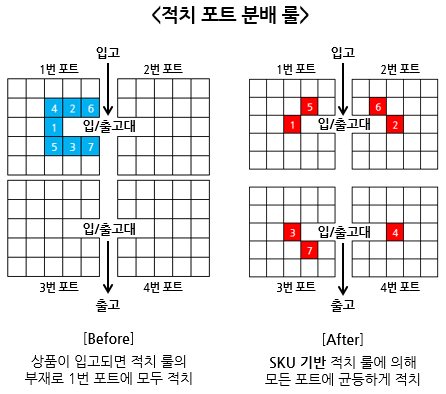 <적치 포트 분배 룰>
입고
1번 포트
2번 포트
4 2 6
1
입/출고대
5 3 7
입/출고대
3번 포트
4번 포트
출고
[Before]
상품이 입고되면 적치 룰의
부재로 1번 포트에 모두 적치
입고
1번 포트
2번 포트
5
6
1
입/출고대
2
3
입/출고대
4
7
3번 포트
4번 포트
출고
[After]
SKU 기반 적치 룰에 의해
모든 포트에 균등하게 적치